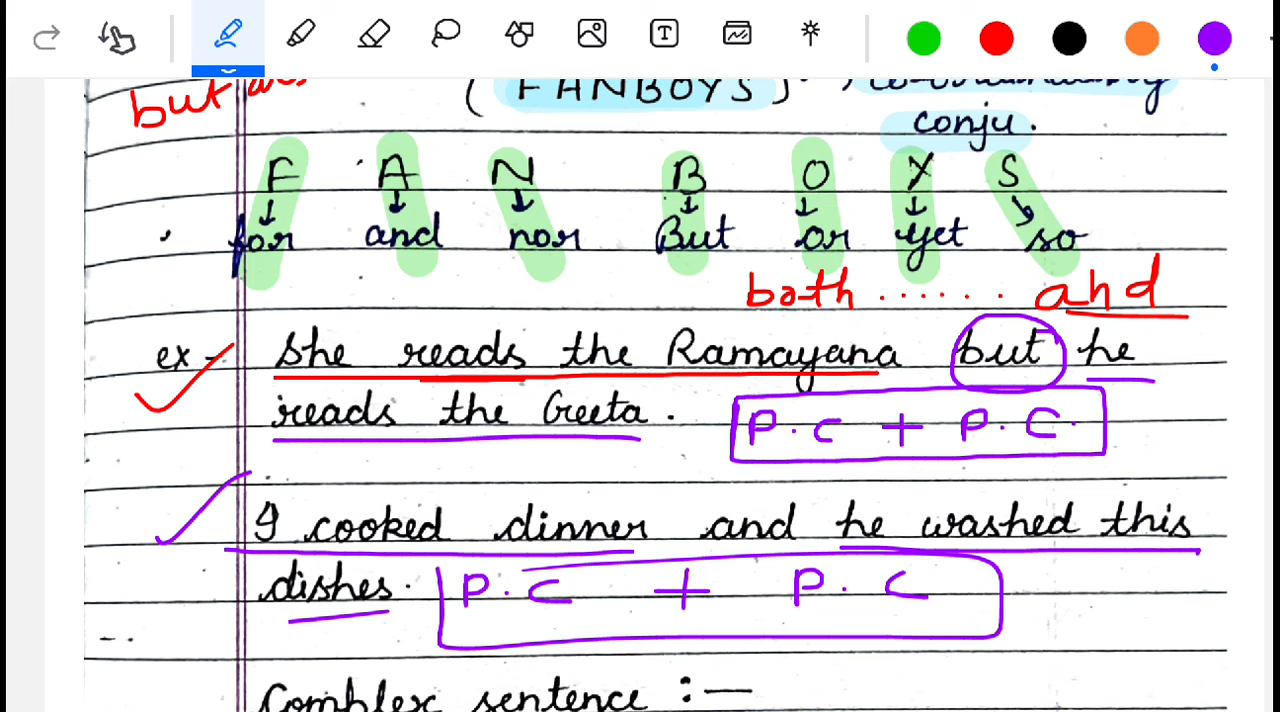 but
( FANBOYS )
conju.
F A N B O Y S
for and nor But or yet so
both ...... and
ex - She reads the Ramayana but he
reads the Geeta. P.C + P.C.
I cooked dinner and he washed this
dishes. P.C + P.C
Complex sentence :—